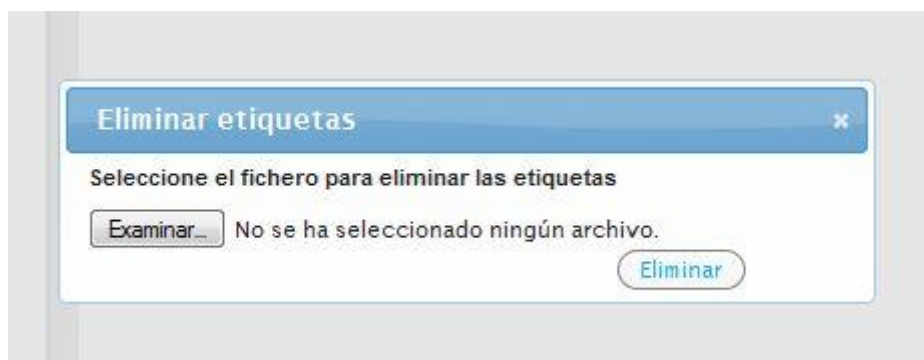 Eliminar etiquetas
Seleccione el fichero para eliminar las etiquetas
Examinar... No se ha seleccionado ningún archivo.
Eliminar